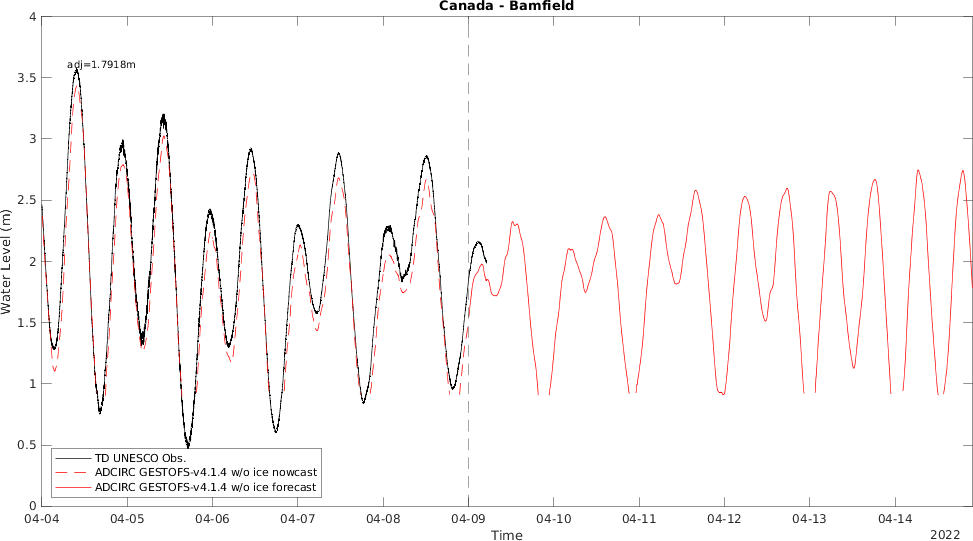 Canada - Bamfield
adj=1.7918m
4
3.5
3
2.5
2
1.5
1
0.5
0
Water Level (m)
TD UNESCO Obs.
ADCIRC GESTOFS-v4.1.4 w/o ice nowcast
ADCIRC GESTOFS-v4.1.4 w/o ice forecast
04-04 04-05 04-06 04-07 04-08 04-09 04-10 04-11 04-12 04-13 04-14
Time
2022